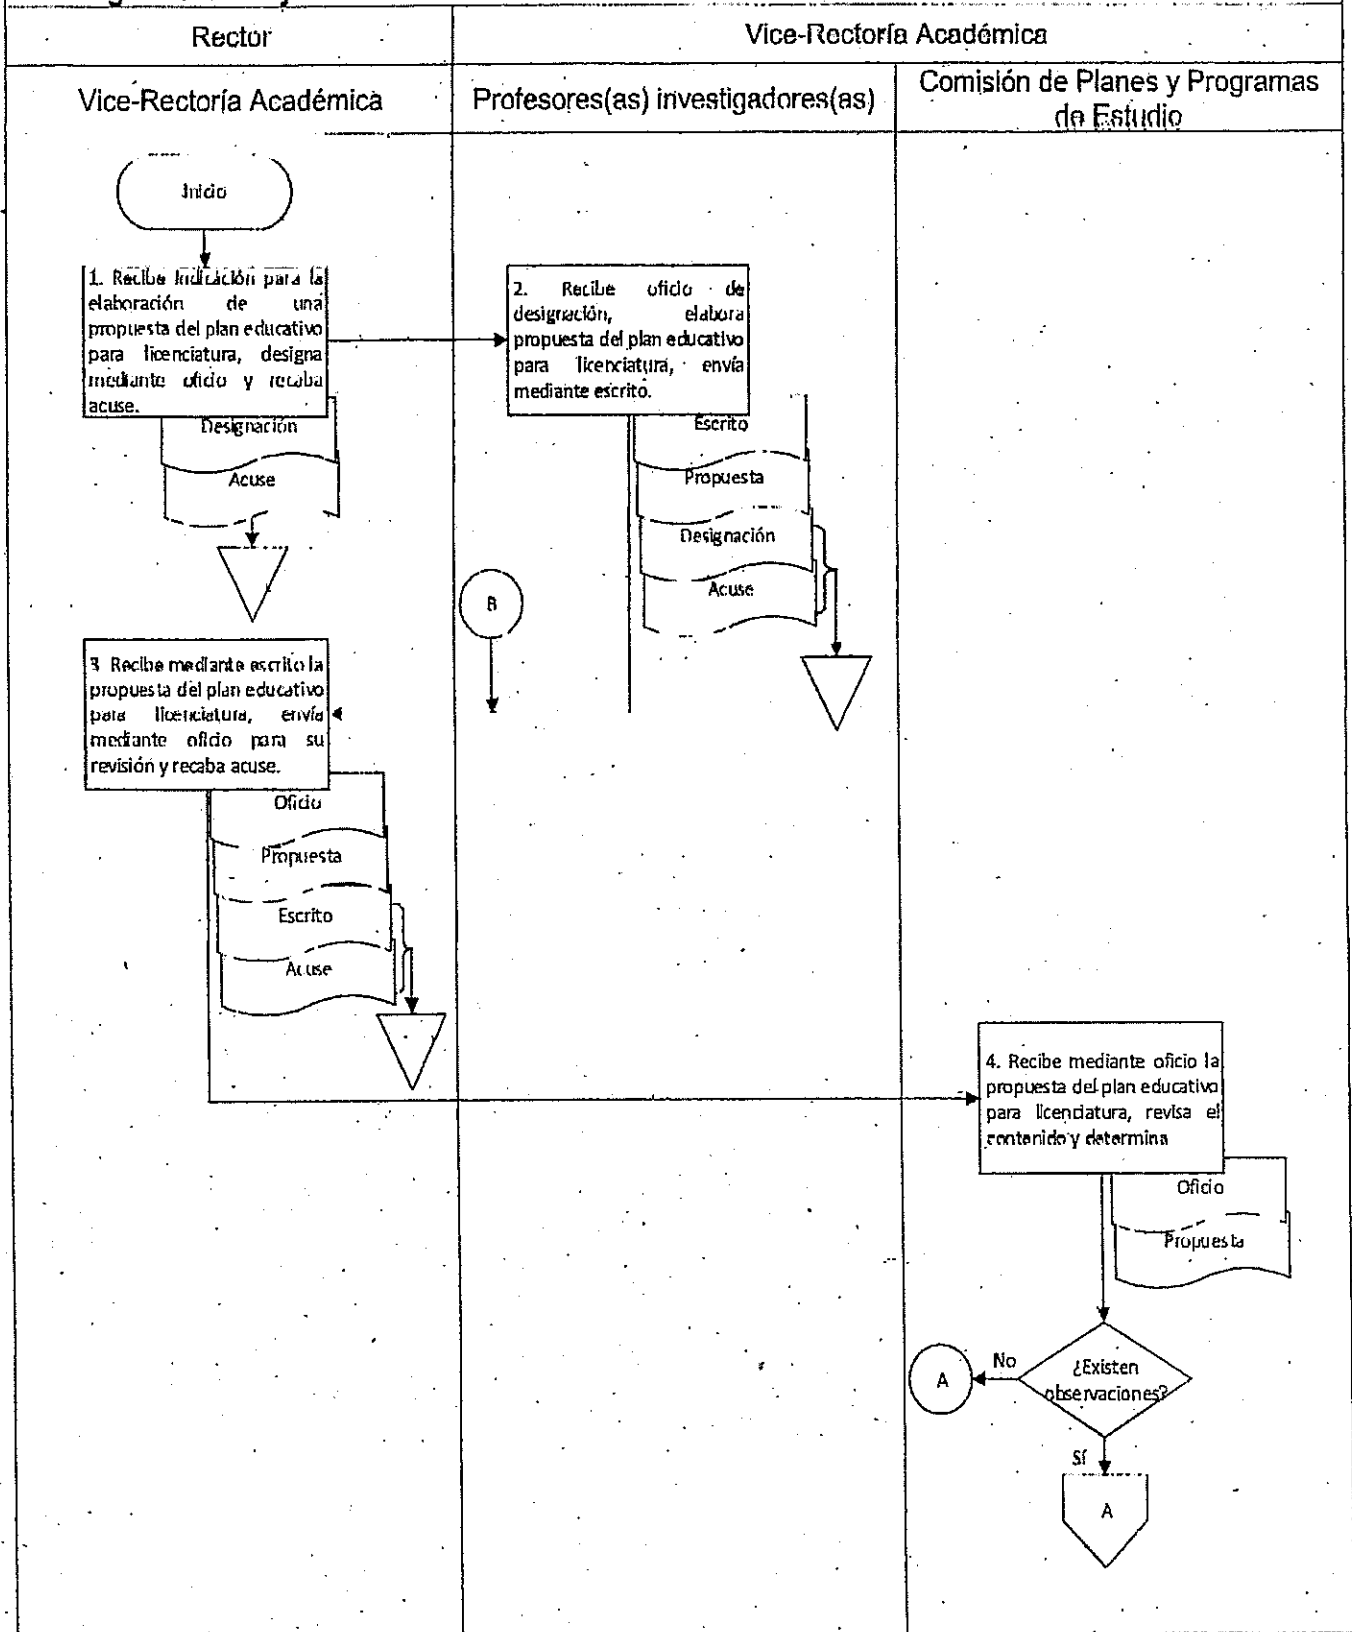 Rector
Vice-Rectoría Académica
Vice-Rectoría Académica
Profesores(as) investigadores(as)
Comisión de Planes y Programas
de Estudio
Inicio
1. Recibe indicación para la
elaboración de una
propuesta del plan educativo
para licenciatura, designa
mediante oficio y recaba
acuse.
Designación
Acuse
2. Recibe oficio de
designación, elabora
propuesta del plan educativo
para licenciatura, envía
mediante escrito.
Escrito
Propuesta
Designación
Acuse
B
3 Recibe mediante escrito la
propuesta del plan educativo
para licenciatura, envía
mediante oficio para su
revisión y recaba acuse.
Oficio
Propuesta
Escrito
Acuse
4. Recibe mediante oficio la
propuesta del plan educativo
para licenciatura, revisa el
contenido y determina
Oficio
Propuesta
¿Existen
observaciones?
No
A
Sí
A